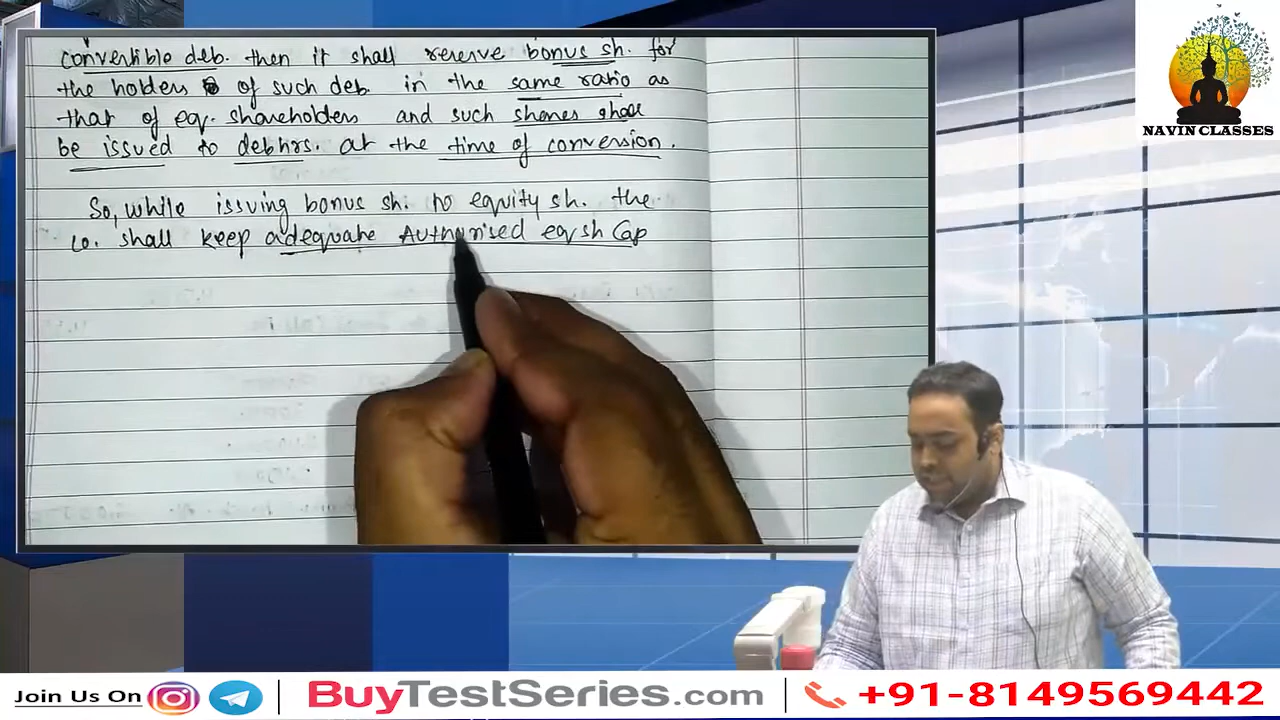 convertible deb. then it shall reserve bonus sh. for
the holders of such deb in the same ratio as
that of eq. shareholders and such shares shall
be issued to debhrs. at the time of conversion.
So, while issuing bonus sh. to equity sh. the
co. shall keep adequate Authorised eq sh Cap
NAVIN CLASSES
Join Us On BuyTestSeries.com +91-8149569442